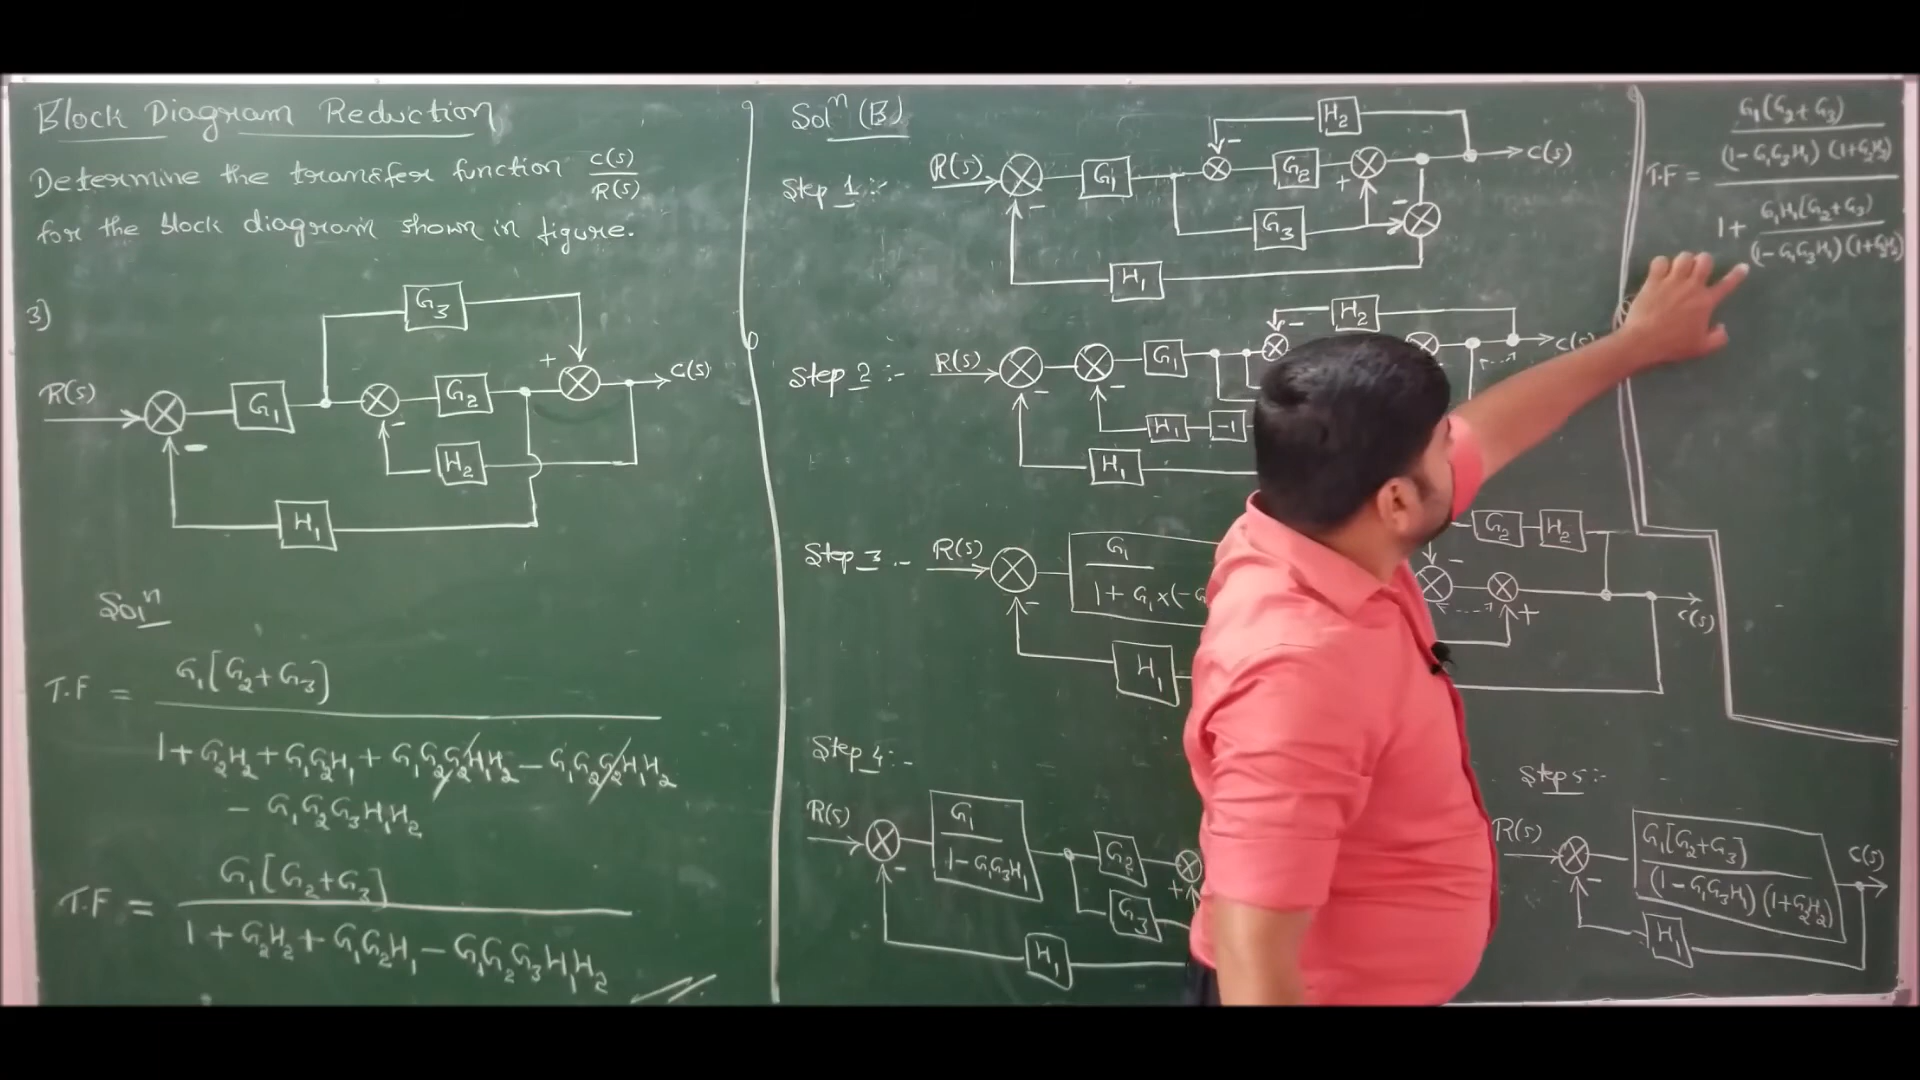 Block Diagram Reduction
Determine the transfer function C(s)/R(s)
for the block diagram shown in figure.
3)
G3
+
R(s)
G1
G2
C(s)
-
-
H2
H1
Solⁿ
T.F = G1[G2+G3]
1+G2H2+G1G2H1+G1G2G2H1H2-G1G2G2H1H2
-G1G2G3H1H2
T.F = G1[G2+G3]
1+G2H2+G1G2H1-G1G2G3H1H2
Solⁿ(B)
Step 1:-
H2
-
R(s)
G1
G2
+
C(s)
-
-
G3
H1
Step 2:-
H2
-
R(s)
G1
C(s)
-
-
H1
-1
H1
Step 3:-
R(s)
G1
1+G1×(-G
-
H1
G2
H2
-
+
C(s)
Step 4:-
R(s)
G1
1-G1G3H1
-
G2
+
G3
H1
Step 5:-
R(s)
G1[G2+G3]
(1-G1G3H1)(1+G2H2)
C(s)
-
H1
G1(G2+G3)
(1-G1G3H1)(1+G2H2)
T.F =
1+ G1H1[G2+G3]
(1-G1G3H1)(1+G2H2)